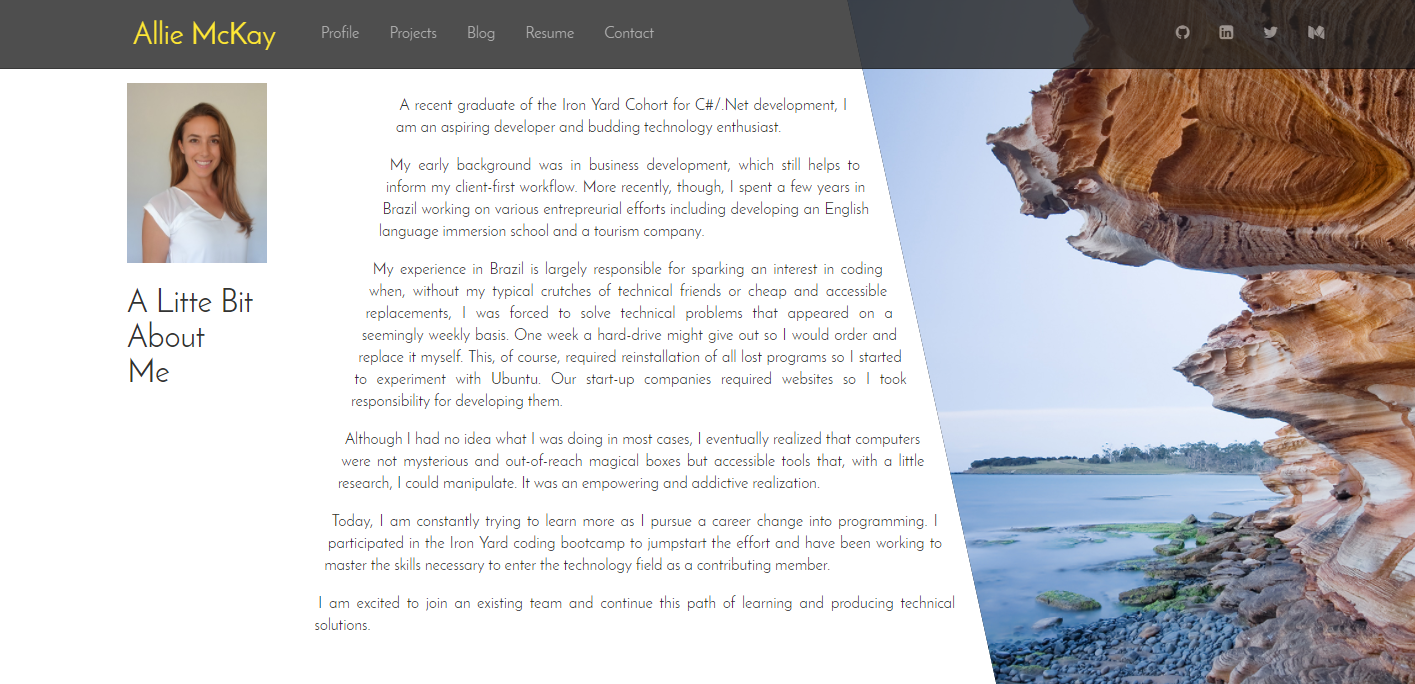 Allie McKay
Profile
Projects
Blog
Resume
Contact
A Litte Bit
About
Me
A recent graduate of the Iron Yard Cohort for C#/.Net development, I
am an aspiring developer and budding technology enthusiast.
My early background was in business development, which still helps to
inform my client-first workflow. More recently, though, I spent a few years in
Brazil working on various entrepreurial efforts including developing an English
language immersion school and a tourism company.
My experience in Brazil is largely responsible for sparking an interest in coding
when, without my typical crutches of technical friends or cheap and accessible
replacements, I was forced to solve technical problems that appeared on a
seemingly weekly basis. One week a hard-drive might give out so I would order and
replace it myself. This, of course, required reinstallation of all lost programs so I started
to experiment with Ubuntu. Our start-up companies required websites so I took
responsibility for developing them.
Although I had no idea what I was doing in most cases, I eventually realized that computers
were not mysterious and out-of-reach magical boxes but accessible tools that, with a little
research, I could manipulate. It was an empowering and addictive realization.
Today, I am constantly trying to learn more as I pursue a career change into programming. I
participated in the Iron Yard coding bootcamp to jumpstart the effort and have been working to
master the skills necessary to enter the technology field as a contributing member.
I am excited to join an existing team and continue this path of learning and producing technical
solutions.